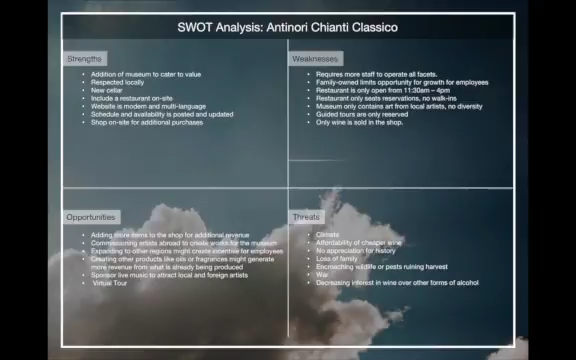 SWOT Analysis: Antinori Chianti Classico
Strengths
• Addition of museum to cater to value
• Respected locally
• New cellar
• Include a restaurant on-site
• Website is modern and multi-language
• Schedule and availability is posted and updated
• Shop on-site for additional purchases
Weaknesses
• Requires more staff to operate all facets.
• Family-owned limits opportunity for growth for employees
• Restaurant is only open from 11:30am – 4pm
• Restaurant only seats reservations, no walk-ins
• Museum only contains art from local artists, no diversity
• Guided tours are only reserved
• Only wine is sold in the shop.
Opportunities
• Adding more items to the shop for additional revenue
• Commissioning artists abroad to create works for the museum
• Expanding to other regions might create incentive for employees
• Creating other products like oils or fragrances might generate
more revenue from what is already being produced
• Sponsor live music to attract local and foreign artists
• Virtual Tour
Threats
• Climate
• Affordability of cheaper wine
• No appreciation for history
• Loss of family
• Encroaching wildlife or pests ruining harvest
• War
• Decreasing interest in wine over other forms of alcohol